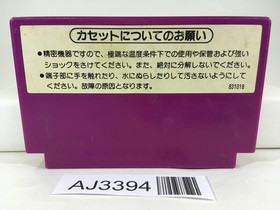 カセットについてのお願い
●精密機器ですので、極端な温度条件下での使用や保管および強い
ショックをさけてください。また、絶対に分解しないでください。
●端子部に手を触れたり、水にぬらしたりして汚さないようにして
ください。故障の原因となります。
831019
AJ3394